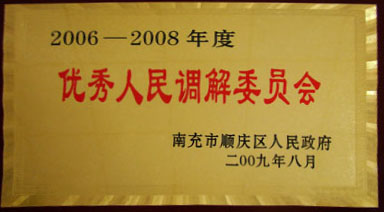 2006—2008年度
优秀人民调解委员会
南充市顺庆区人民政府
二00九年八月